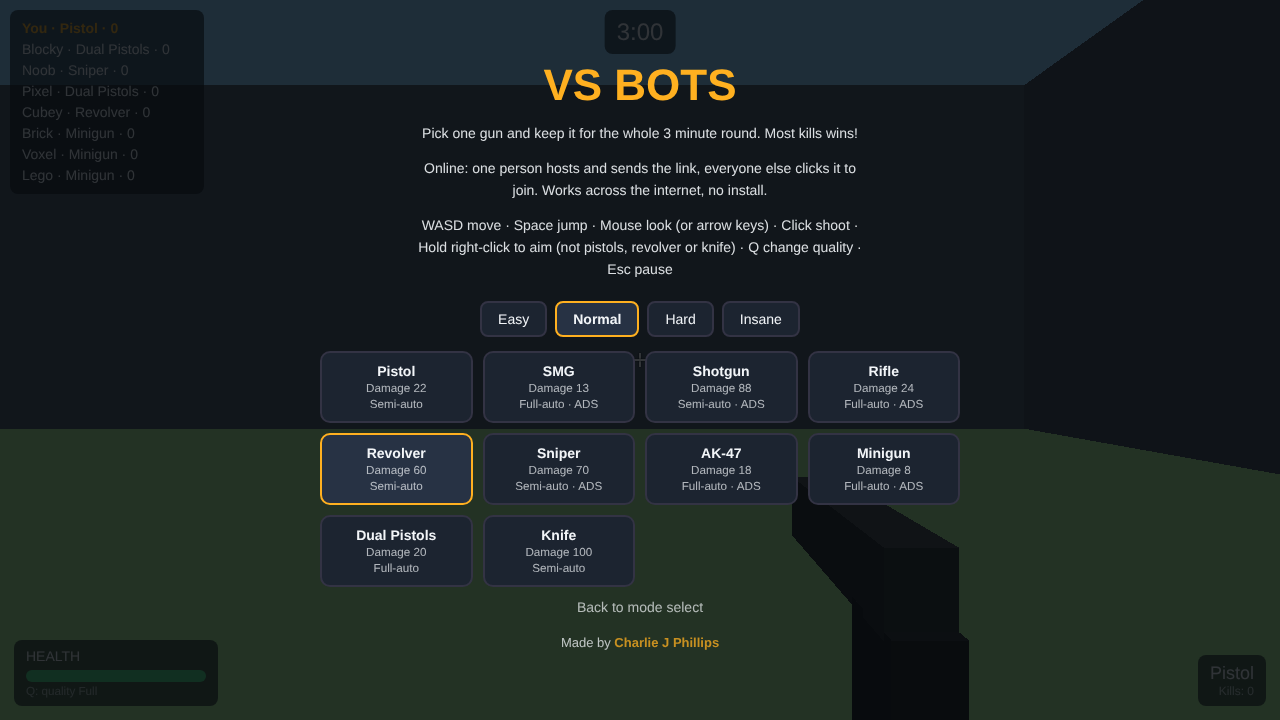 You · Pistol · 0
Blocky · Dual Pistols · 0
Noob · Sniper · 0
Pixel · Dual Pistols · 0
Cubey · Revolver · 0
Brick · Minigun · 0
Voxel · Minigun · 0
Lego · Minigun · 0
3:00
VS BOTS
Pick one gun and keep it for the whole 3 minute round. Most kills wins!
Online: one person hosts and sends the link, everyone else clicks it to
join. Works across the internet, no install.
WASD move · Space jump · Mouse look (or arrow keys) · Click shoot ·
Hold right-click to aim (not pistols, revolver or knife) · Q change quality ·
Esc pause
Easy
Normal
Hard
Insane
Pistol
Damage 22
Semi-auto
SMG
Damage 13
Full-auto · ADS
Shotgun
Damage 88
Semi-auto · ADS
Rifle
Damage 24
Full-auto · ADS
Revolver
Damage 60
Semi-auto
Sniper
Damage 70
Semi-auto · ADS
AK-47
Damage 18
Full-auto · ADS
Minigun
Damage 8
Full-auto · ADS
Dual Pistols
Damage 20
Full-auto
Knife
Damage 100
Semi-auto
Back to mode select
Made by Charlie J Phillips
HEALTH
Q: quality Full
Pistol
Kills: 0